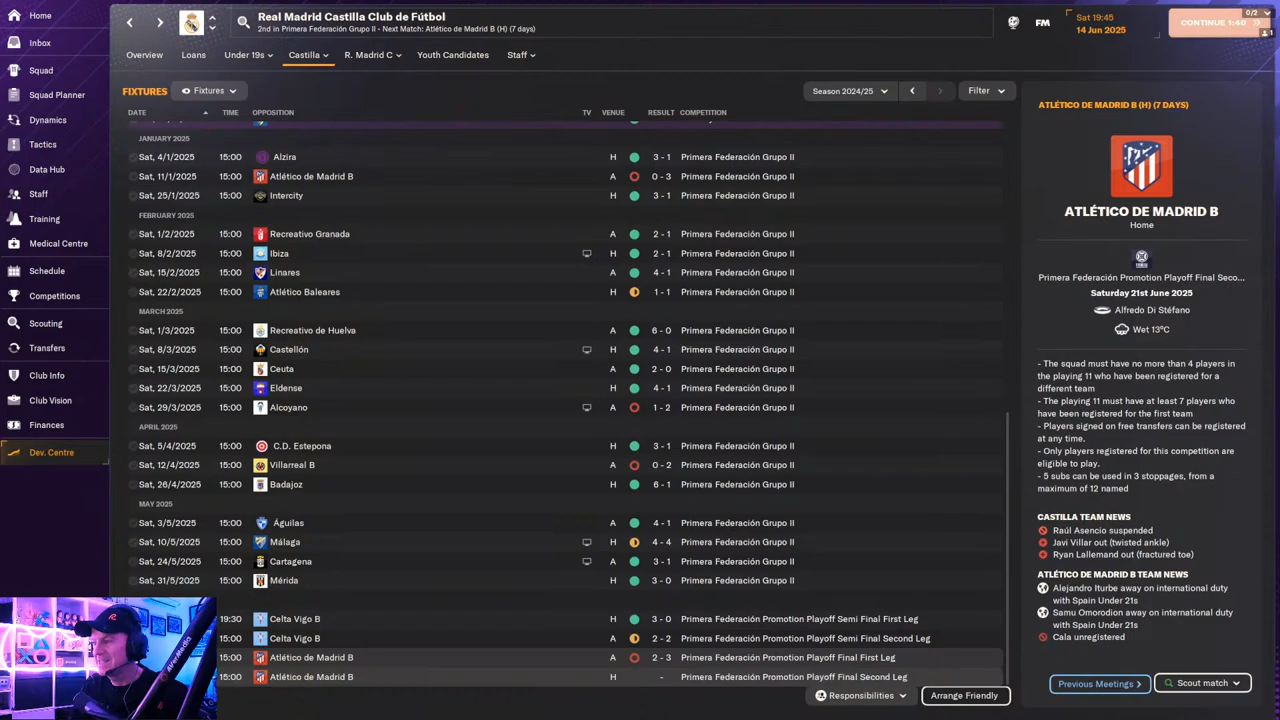 Home
Inbox
Squad
Squad Planner
Dynamics
Tactics
Data Hub
Staff
Training
Medical Centre
Schedule
Competitions
Scouting
Transfers
Club Info
Club Vision
Finances
Dev. Centre
Real Madrid Castilla Club de Fútbol
2nd in Primera Federación Grupo II - Next Match: Atlético de Madrid B (H) (7 days)
FM
Sat 19:45
14 Jun 2025
CONTINUE 1:40
0/2
1
Overview Loans Under 19s Castilla R. Madrid C Youth Candidates Staff
FIXTURES Fixtures Season 2024/25 Filter
DATE TIME OPPOSITION TV VENUE RESULT COMPETITION
JANUARY 2025
Sat, 4/1/2025 15:00 Alzira H 3 - 1 Primera Federación Grupo II
Sat, 11/1/2025 15:00 Atlético de Madrid B A 0 - 3 Primera Federación Grupo II
Sat, 25/1/2025 15:00 Intercity H 3 - 1 Primera Federación Grupo II
FEBRUARY 2025
Sat, 1/2/2025 15:00 Recreativo Granada A 2 - 1 Primera Federación Grupo II
Sat, 8/2/2025 15:00 Ibiza H 2 - 1 Primera Federación Grupo II
Sat, 15/2/2025 15:00 Linares A 4 - 1 Primera Federación Grupo II
Sat, 22/2/2025 15:00 Atlético Baleares H 1 - 1 Primera Federación Grupo II
MARCH 2025
Sat, 1/3/2025 15:00 Recreativo de Huelva A 6 - 0 Primera Federación Grupo II
Sat, 8/3/2025 15:00 Castellón H 4 - 1 Primera Federación Grupo II
Sat, 15/3/2025 15:00 Ceuta A 2 - 0 Primera Federación Grupo II
Sat, 22/3/2025 15:00 Eldense H 4 - 1 Primera Federación Grupo II
Sat, 29/3/2025 15:00 Alcoyano A 1 - 2 Primera Federación Grupo II
APRIL 2025
Sat, 5/4/2025 15:00 C.D. Estepona H 3 - 1 Primera Federación Grupo II
Sat, 12/4/2025 15:00 Villarreal B A 0 - 2 Primera Federación Grupo II
Sat, 26/4/2025 15:00 Badajoz H 6 - 1 Primera Federación Grupo II
MAY 2025
Sat, 3/5/2025 15:00 Águilas A 4 - 1 Primera Federación Grupo II
Sat, 10/5/2025 15:00 Málaga H 4 - 4 Primera Federación Grupo II
Sat, 24/5/2025 15:00 Cartagena A 3 - 1 Primera Federación Grupo II
Sat, 31/5/2025 15:00 Mérida H 3 - 0 Primera Federación Grupo II
19:30 Celta Vigo B H 3 - 0 Primera Federación Promotion Playoff Semi Final First Leg
15:00 Celta Vigo B A 2 - 2 Primera Federación Promotion Playoff Semi Final Second Leg
15:00 Atlético de Madrid B A 2 - 3 Primera Federación Promotion Playoff Final First Leg
15:00 Atlético de Madrid B H - Primera Federación Promotion Playoff Final Second Leg
Responsibilities Arrange Friendly
ATLÉTICO DE MADRID B (H) (7 DAYS)
ATLÉTICO DE MADRID B
Home
Primera Federación Promotion Playoff Final Seco...
Saturday 21st June 2025
Alfredo Di Stéfano
Wet 13°C
- The squad must have no more than 4 players in
the playing 11 who have been registered for a
different team
- The playing 11 must have at least 7 players who
have been registered for the first team
- Players signed on free transfers can be registered
at any time.
- Only players registered for this competition are
eligible to play.
- 5 subs can be used in 3 stoppages, from a
maximum of 12 named
CASTILLA TEAM NEWS
Raúl Asencio suspended
Javi Villar out (twisted ankle)
Ryan Lallemand out (fractured toe)
ATLÉTICO DE MADRID B TEAM NEWS
Alejandro Iturbe away on international duty
with Spain Under 21s
Samu Omorodion away on international duty
with Spain Under 21s
Cala unregistered
Previous Meetings Scout match